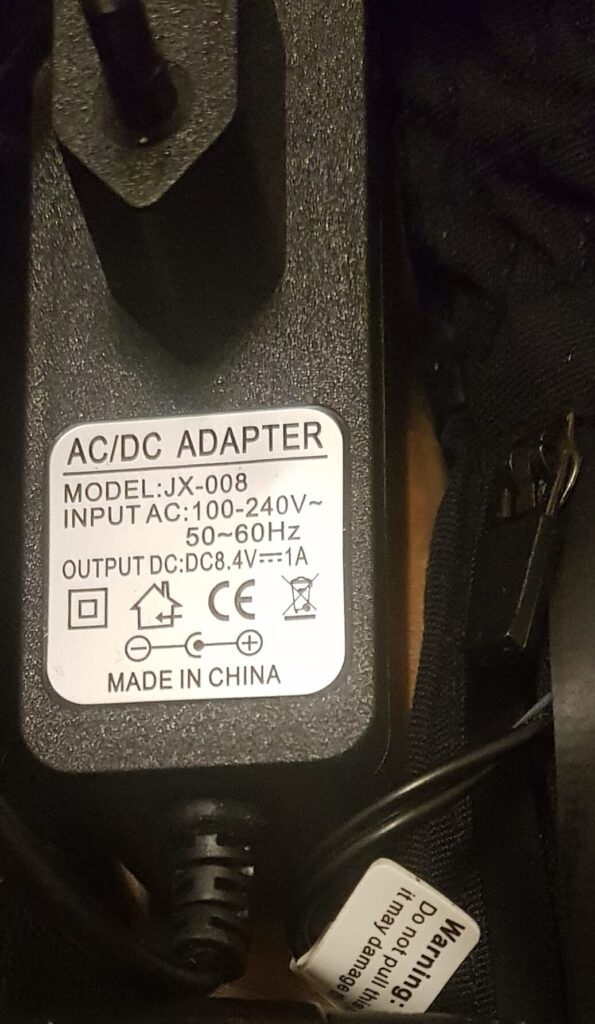 AC/DC ADAPTER
MODEL:JX-008
INPUT AC:100-240V~
50~60Hz
OUTPUT DC:DC8.4V⎓1A
CE
MADE IN CHINA
Warning:
Do not pull this
it may damage